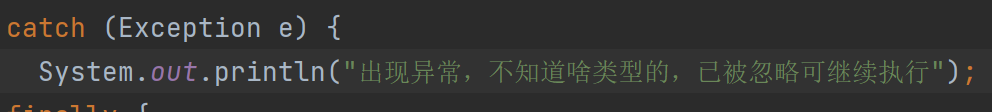 catch (Exception e) {
System.out.println("出现异常，不知道啥类型的，已被忽略可继续执行");
finally {